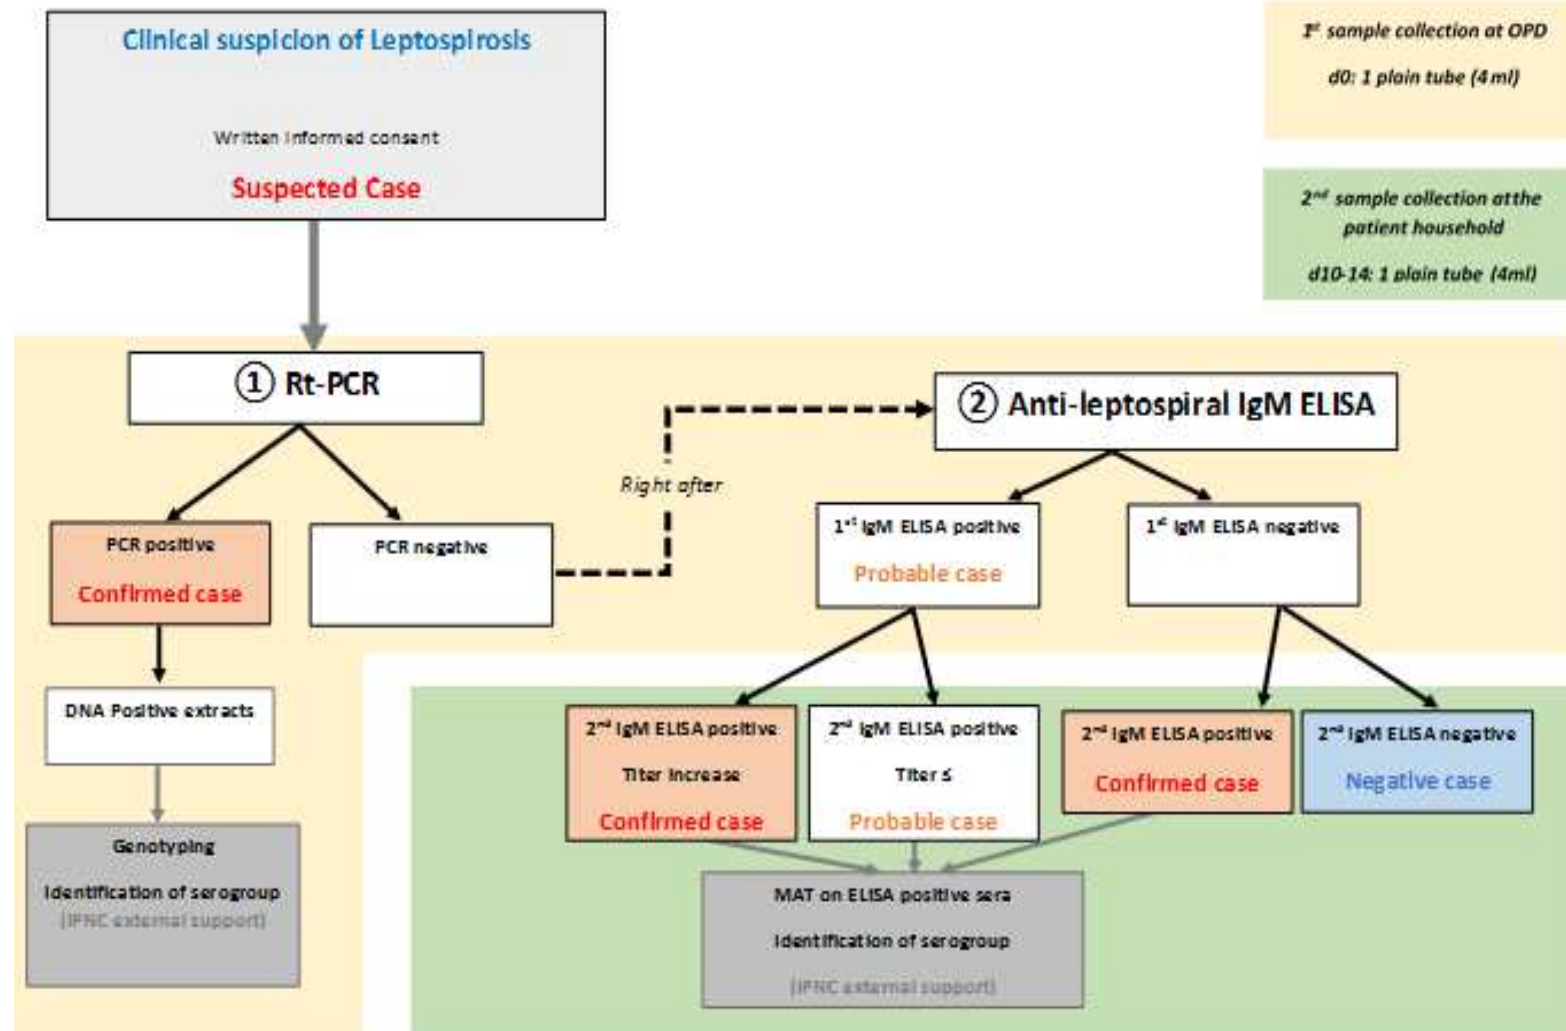 Clinical suspicion of Leptospirosis
Written informed consent
Suspected Case
1st sample collection at OPD
d0: 1 plain tube (4 ml)
2nd sample collection at the
patient household
d10-14: 1 plain tube (4ml)
① Rt-PCR
② Anti-leptospiral IgM ELISA
Right after
PCR positive
Confirmed case
PCR negative
1st IgM ELISA positive
Probable case
1st IgM ELISA negative
DNA Positive extracts
2nd IgM ELISA positive
Titer increase
Confirmed case
2nd IgM ELISA positive
Titer ≤
Probable case
2nd IgM ELISA positive
Confirmed case
2nd IgM ELISA negative
Negative case
Genotyping
Identification of serogroup
(IPNC external support)
MAT on ELISA positive sera
Identification of serogroup
(IPNC external support)